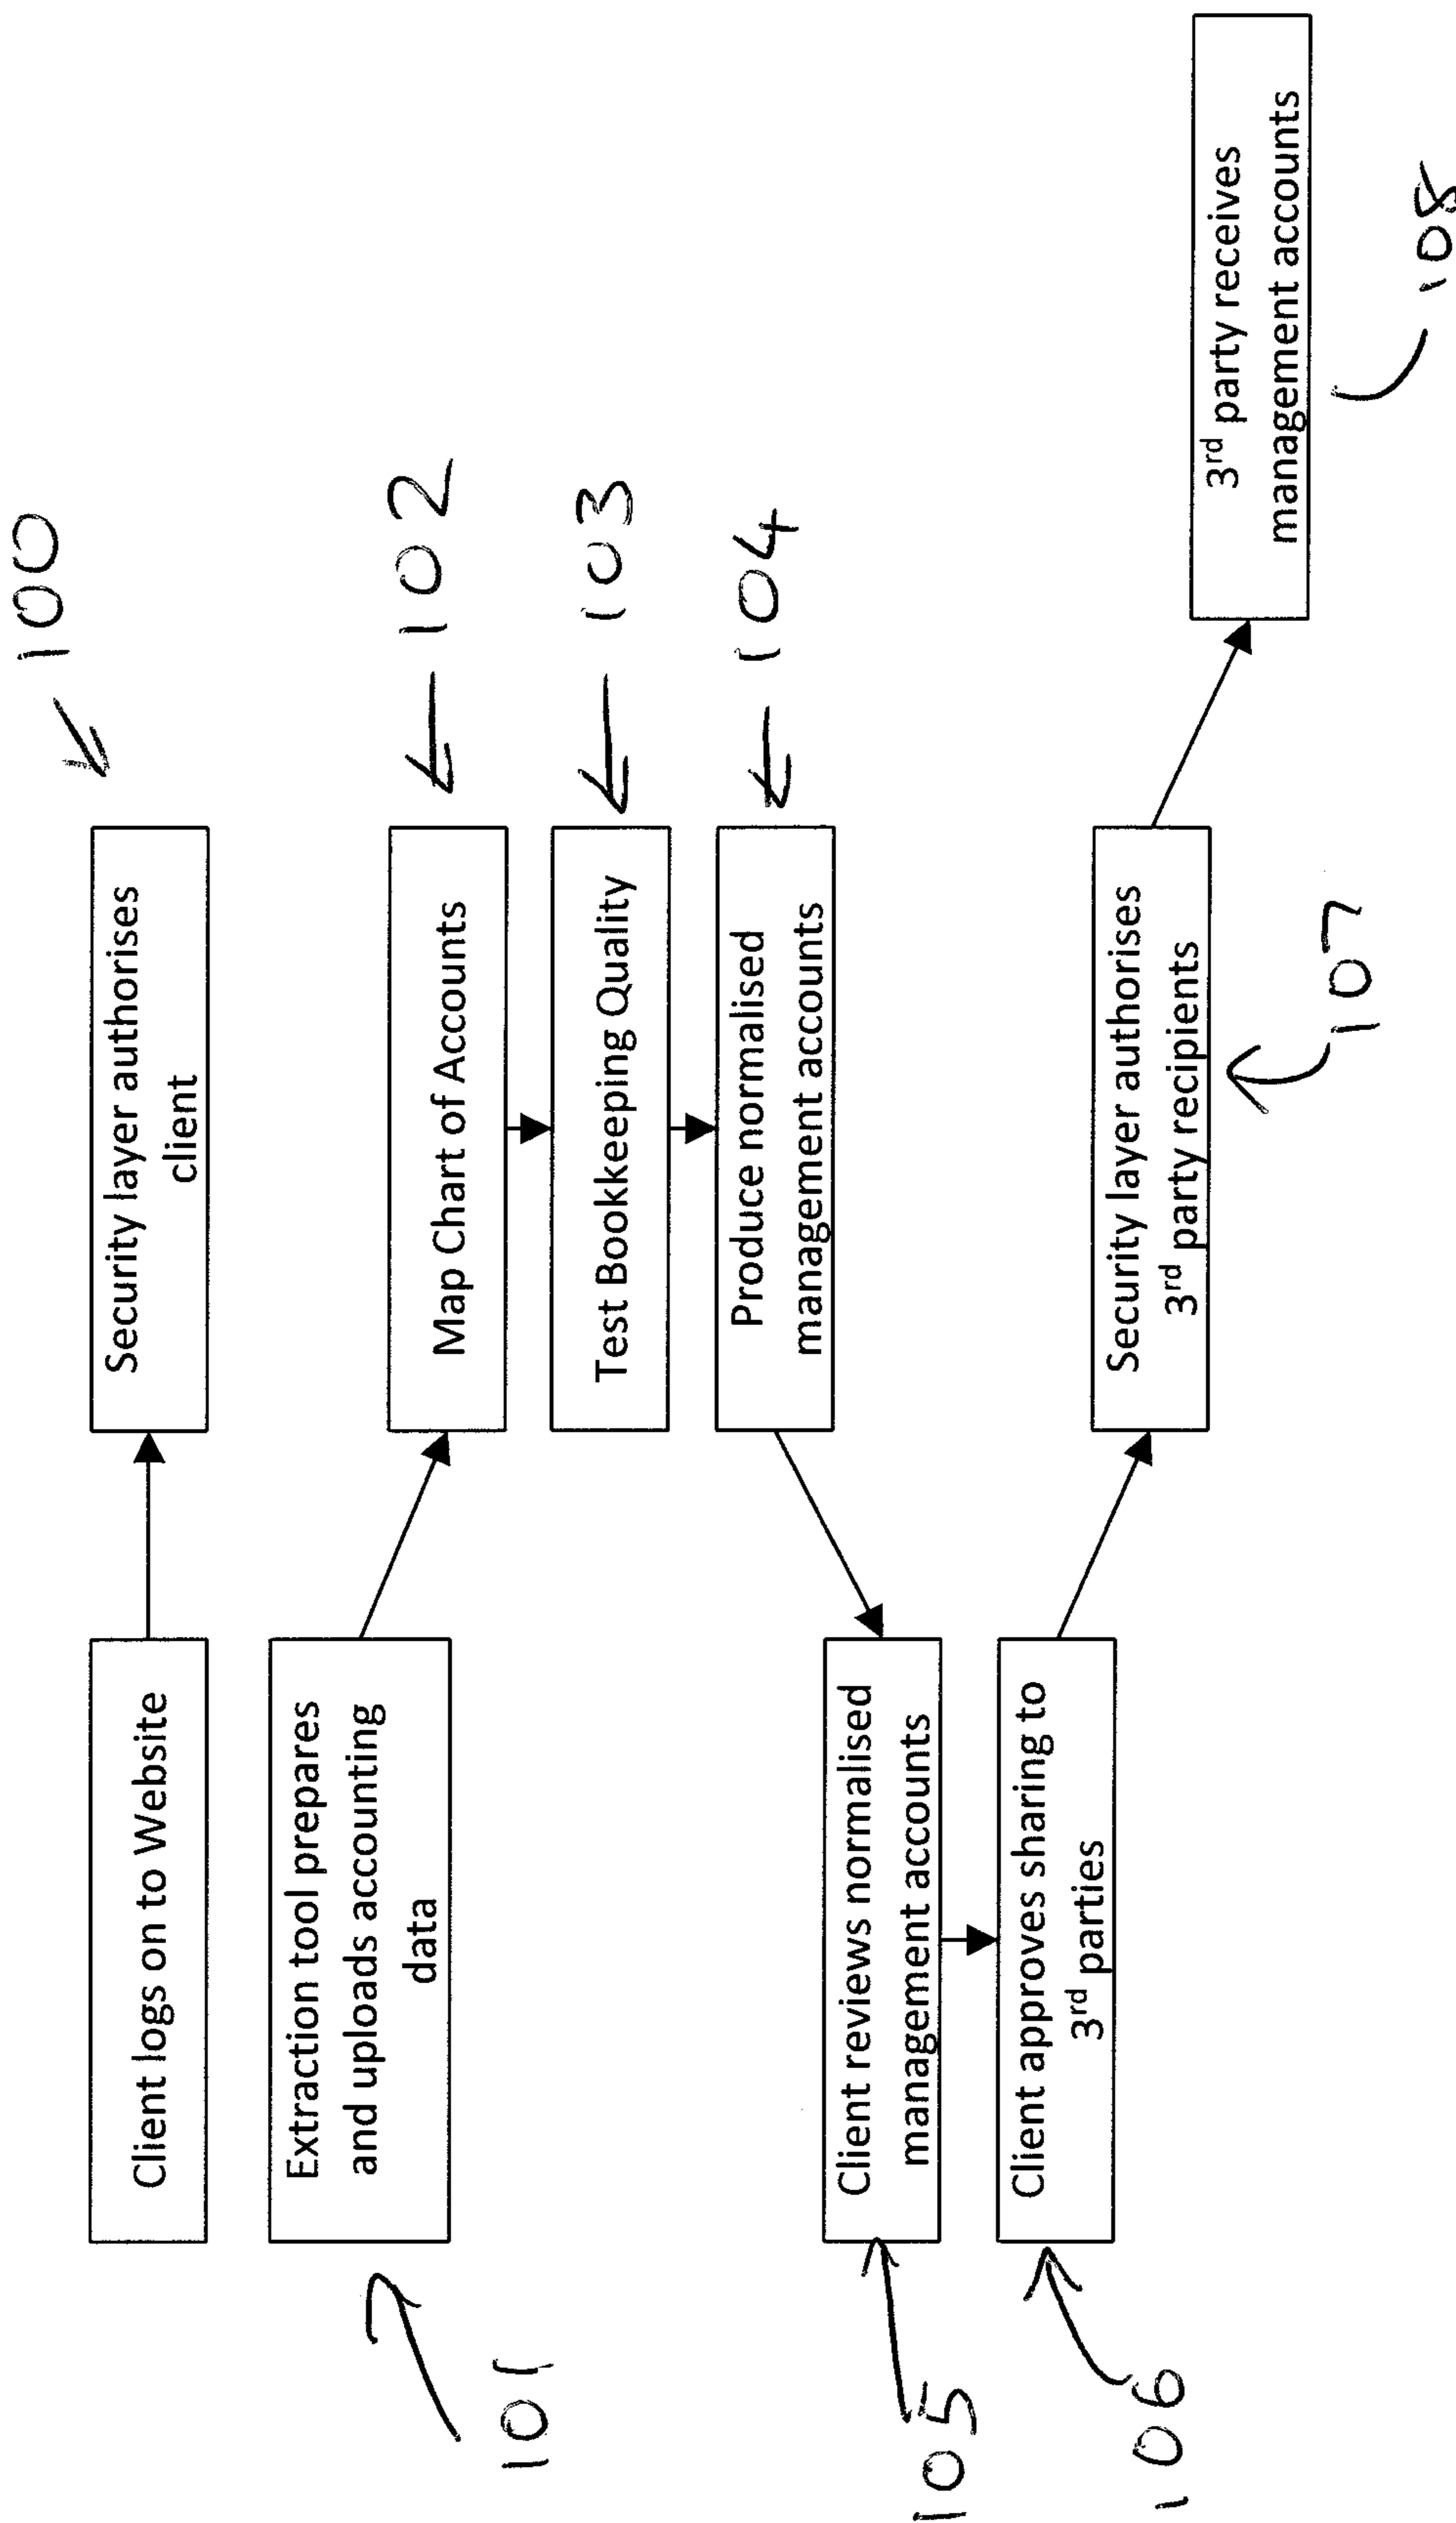 100
Client logs on to Website
Security layer authorises
client
Extraction tool prepares
and uploads accounting
data
101
Map Chart of Accounts
102
Test Bookkeeping Quality
103
Produce normalised
management accounts
104
Client reviews normalised
management accounts
105
Client approves sharing to
3rd parties
106
Security layer authorises
3rd party recipients
107
3rd party receives
management accounts
108